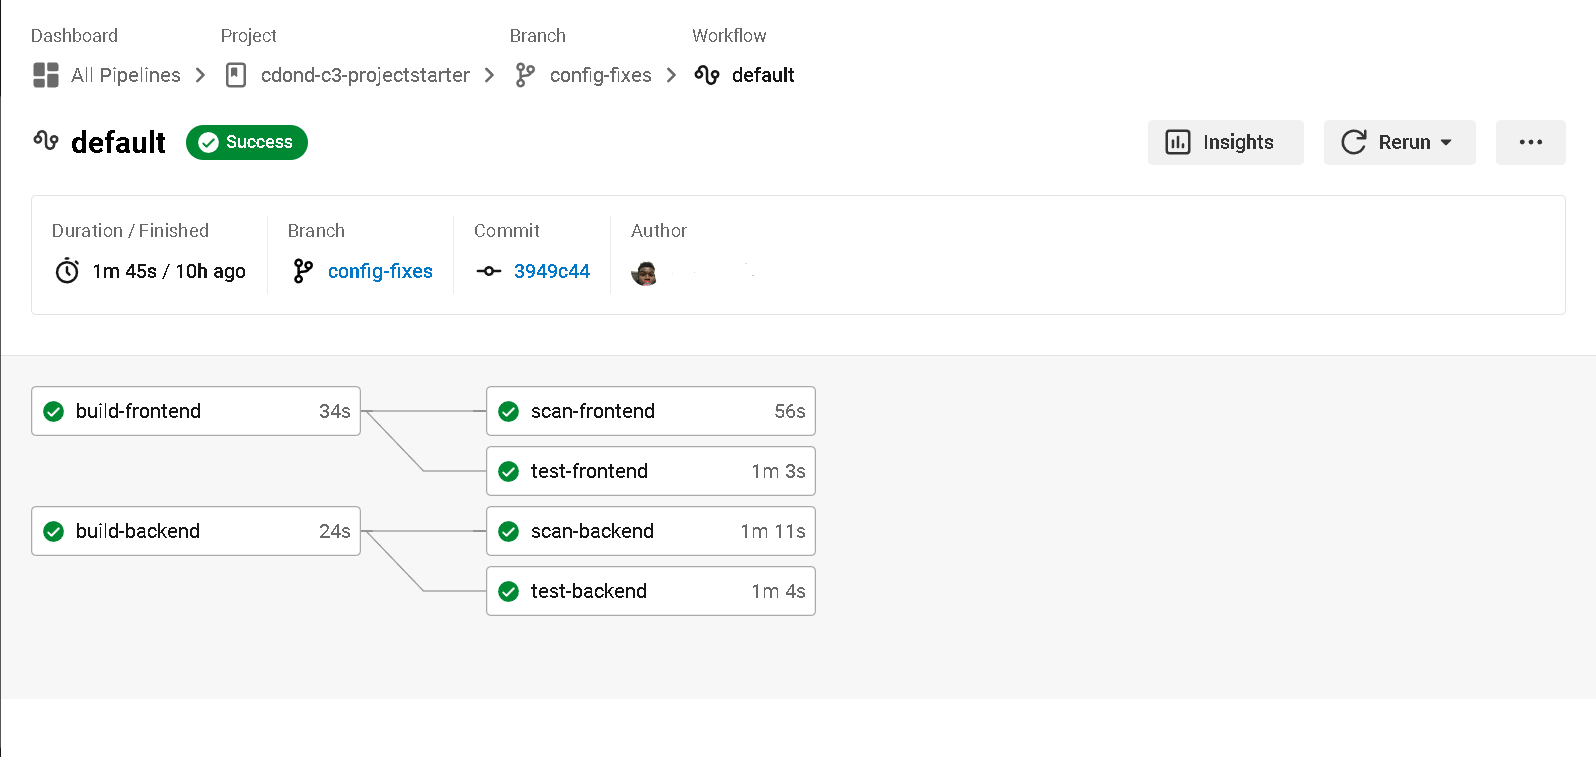 Dashboard Project Branch Workflow
All Pipelines cdond-c3-projectstarter config-fixes default
default Success Insights Rerun
Duration / Finished Branch Commit Author
1m 45s / 10h ago config-fixes 3949c44
build-frontend 34s scan-frontend 56s
test-frontend 1m 3s
build-backend 24s scan-backend 1m 11s
test-backend 1m 4s